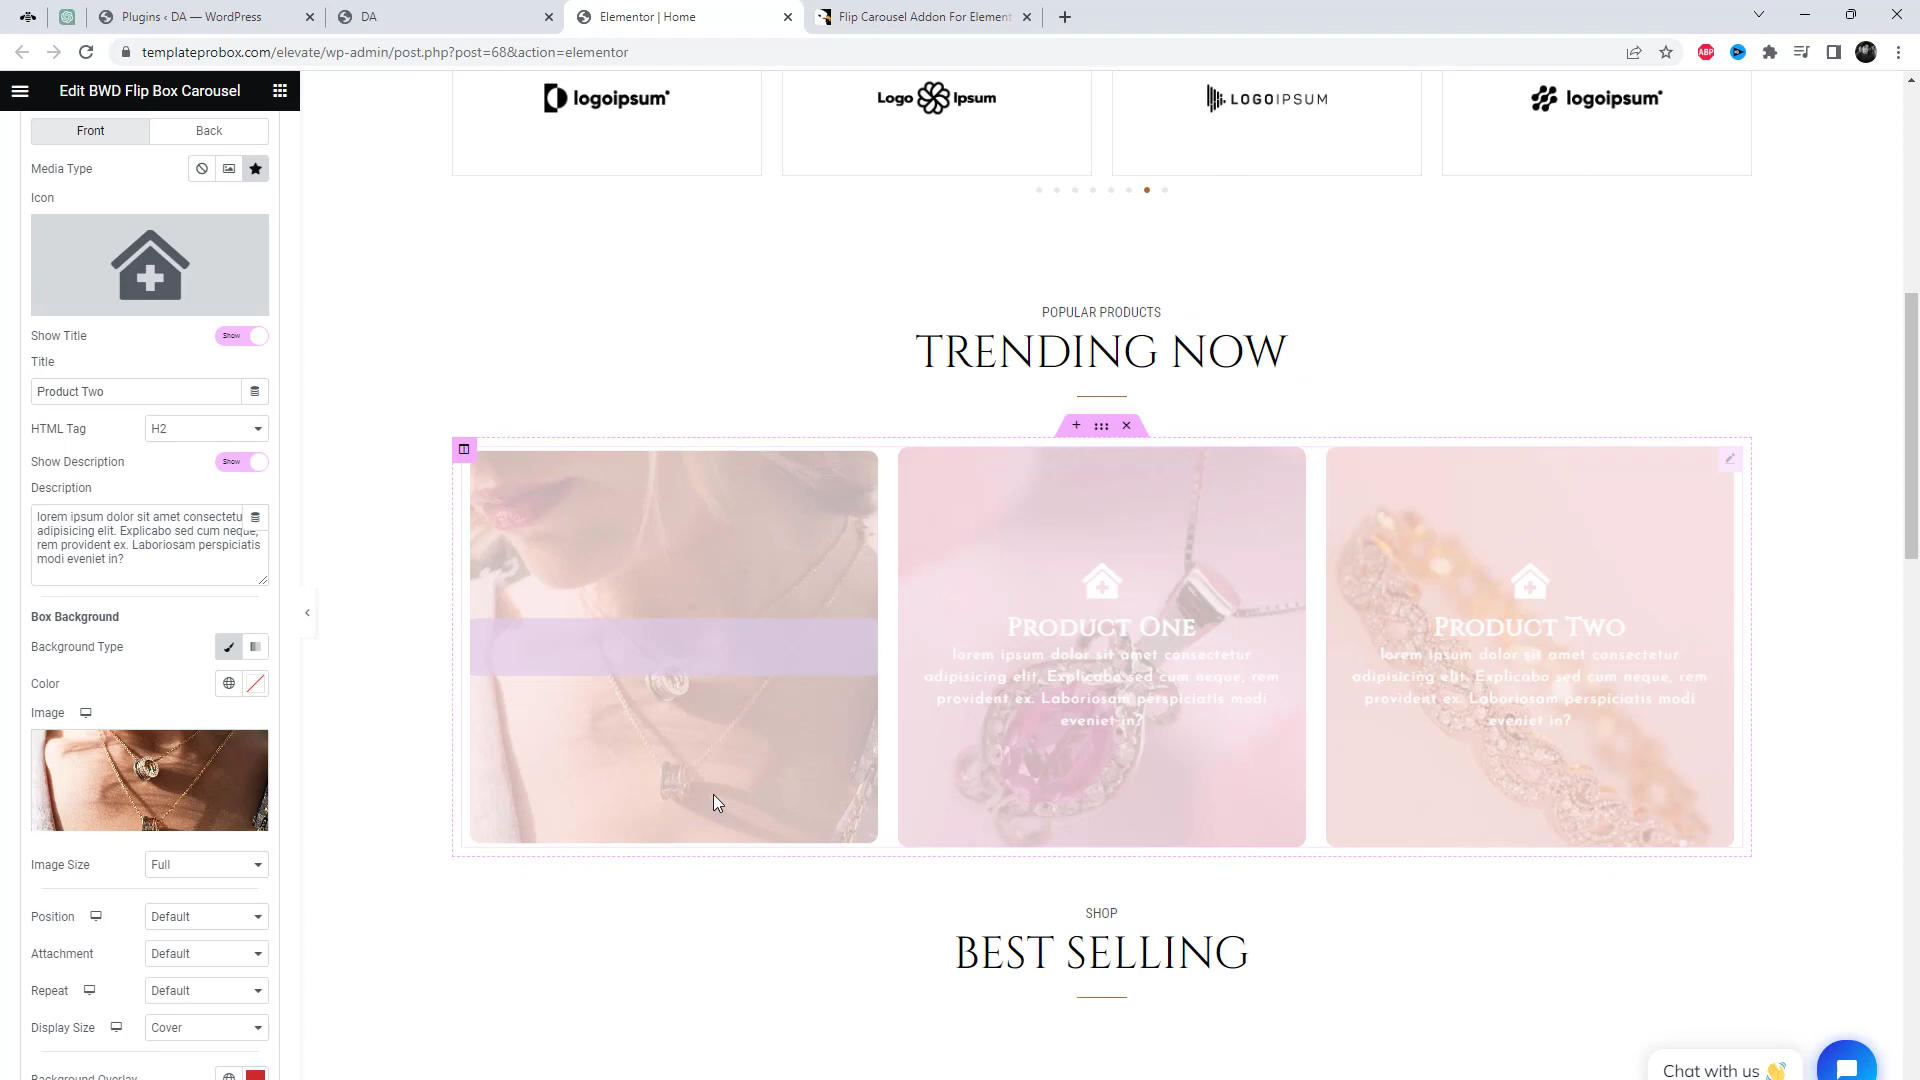 Plugins ‹ DA — WordPress
DA
Elementor | Home
Flip Carousel Addon For Element
templateprobox.com/elevate/wp-admin/post.php?post=68&action=elementor
ABP
Edit BWD Flip Box Carousel
Front
Back
Media Type
Icon
Show Title
Show
Title
Product Two
HTML Tag
H2
Show Description
Show
Description
lorem ipsum dolor sit amet consectetu
adipisicing elit. Explicabo sed cum neque,
rem provident ex. Laboriosam perspiciatis
modi eveniet in?
Box Background
Background Type
Color
Image
Image Size
Full
Position
Default
Attachment
Default
Repeat
Default
Display Size
Cover
Background Overlay
logoipsum
Logo Ipsum
LOGOIPSUM
logoipsum
POPULAR PRODUCTS
TRENDING NOW
Product One
lorem ipsum dolor sit amet consectetur
adipisicing elit. Explicabo sed cum neque, rem
provident ex. Laboriosam perspiciatis modi
eveniet in?
Product Two
lorem ipsum dolor sit amet consectetur
adipisicing elit. Explicabo sed cum neque, rem
provident ex. Laboriosam perspiciatis modi
eveniet in?
SHOP
BEST SELLING
Chat with us 👋